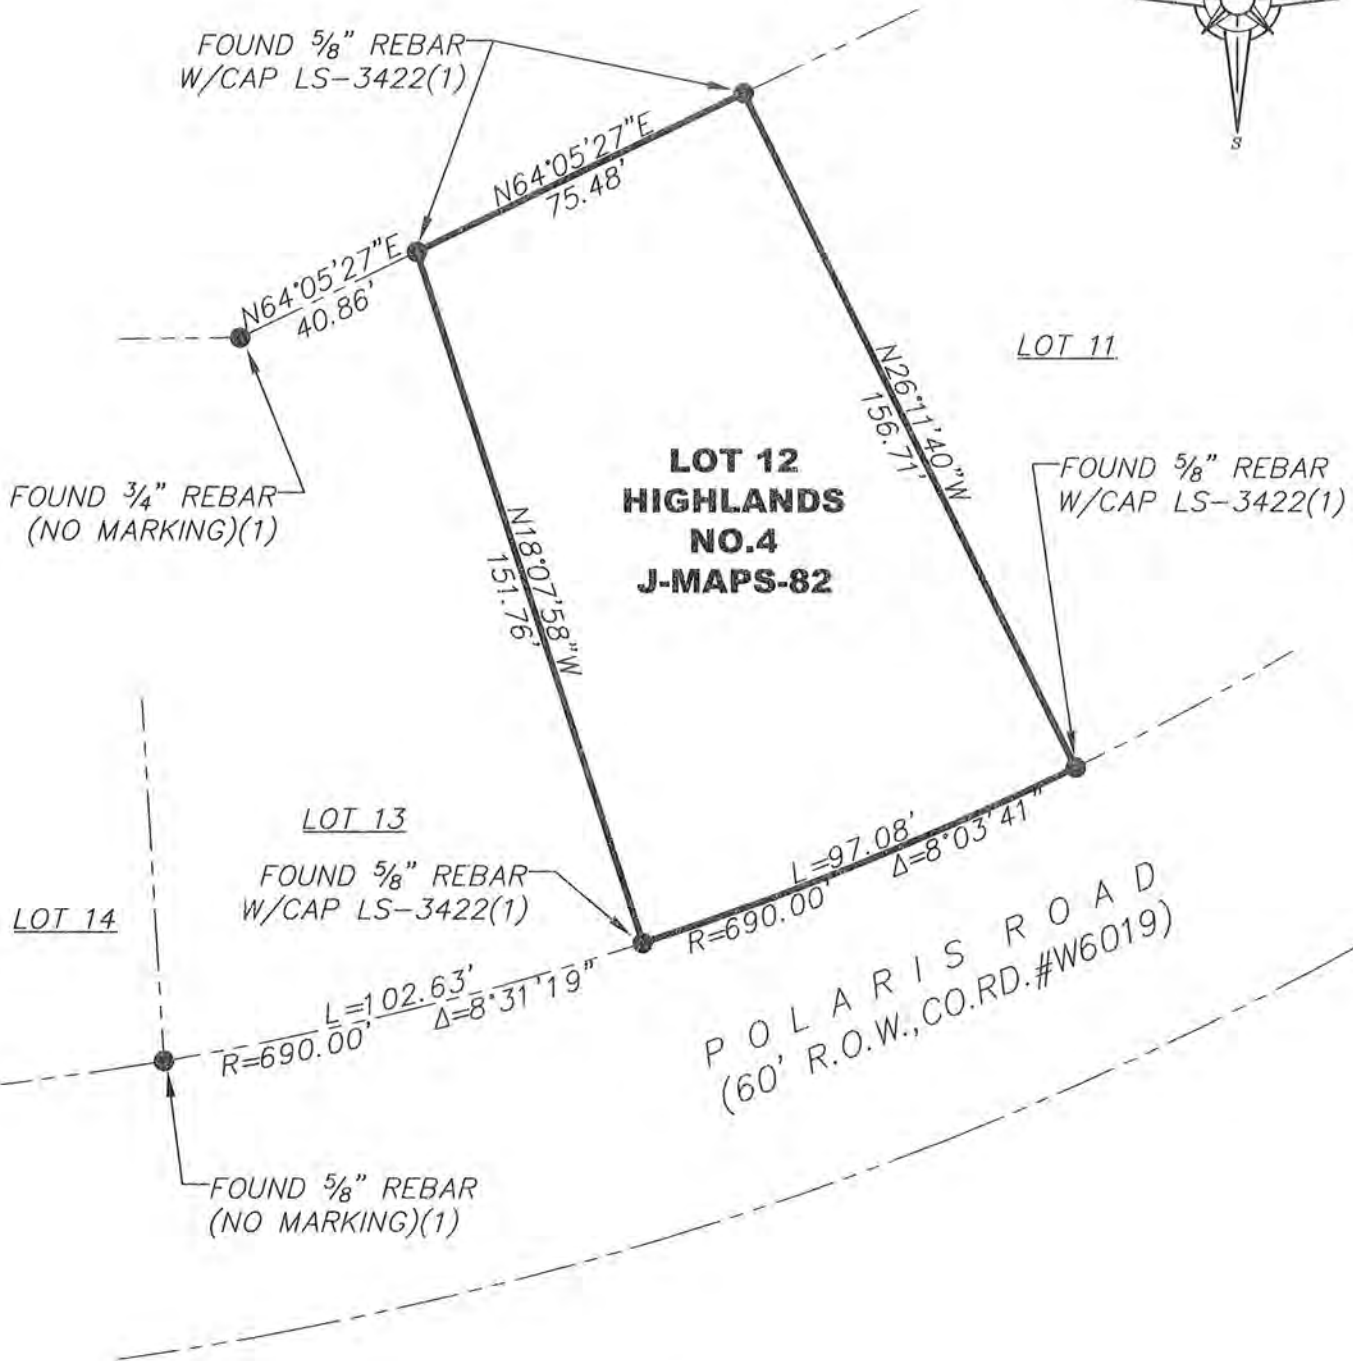 S
FOUND 5/8" REBAR
W/CAP LS-3422(1)
N64°05'27"E
75.48'
N64°05'27"E
40.86'
LOT 11
N26°11'40"W
156.71'
FOUND 3/4" REBAR
(NO MARKING)(1)
LOT 12
HIGHLANDS
NO.4
J-MAPS-82
FOUND 5/8" REBAR
W/CAP LS-3422(1)
N18°07'58"W
151.76'
LOT 13
FOUND 5/8" REBAR
W/CAP LS-3422(1)
LOT 14
L=97.08'
R=690.00'
Δ=8°03'41"
L=102.63'
R=690.00'
Δ=8°31'19"
POLARIS ROAD
(60' R.O.W.,CO.RD.#W6019)
FOUND 5/8" REBAR
(NO MARKING)(1)